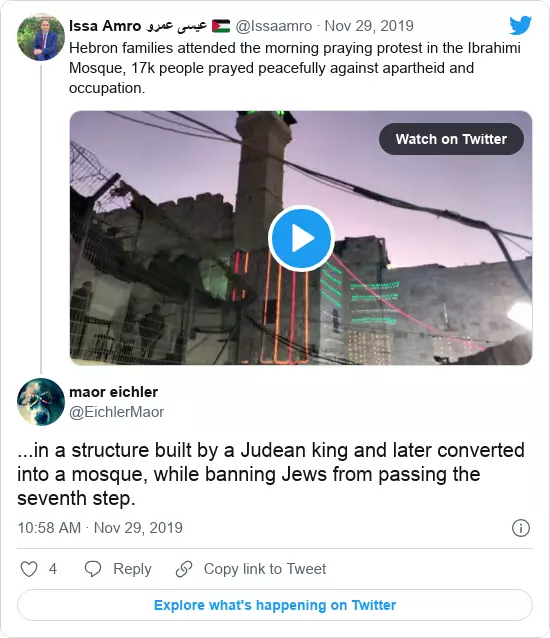 Issa Amro عيسى عمرو 🇵🇸 @Issaamro · Nov 29, 2019
Hebron families attended the morning praying protest in the Ibrahimi
Mosque, 17k people prayed peacefully against apartheid and
occupation.
Watch on Twitter
maor eichler
@EichlerMaor
...in a structure built by a Judean king and later converted
into a mosque, while banning Jews from passing the
seventh step.
10:58 AM · Nov 29, 2019
4 Reply Copy link to Tweet
Explore what's happening on Twitter